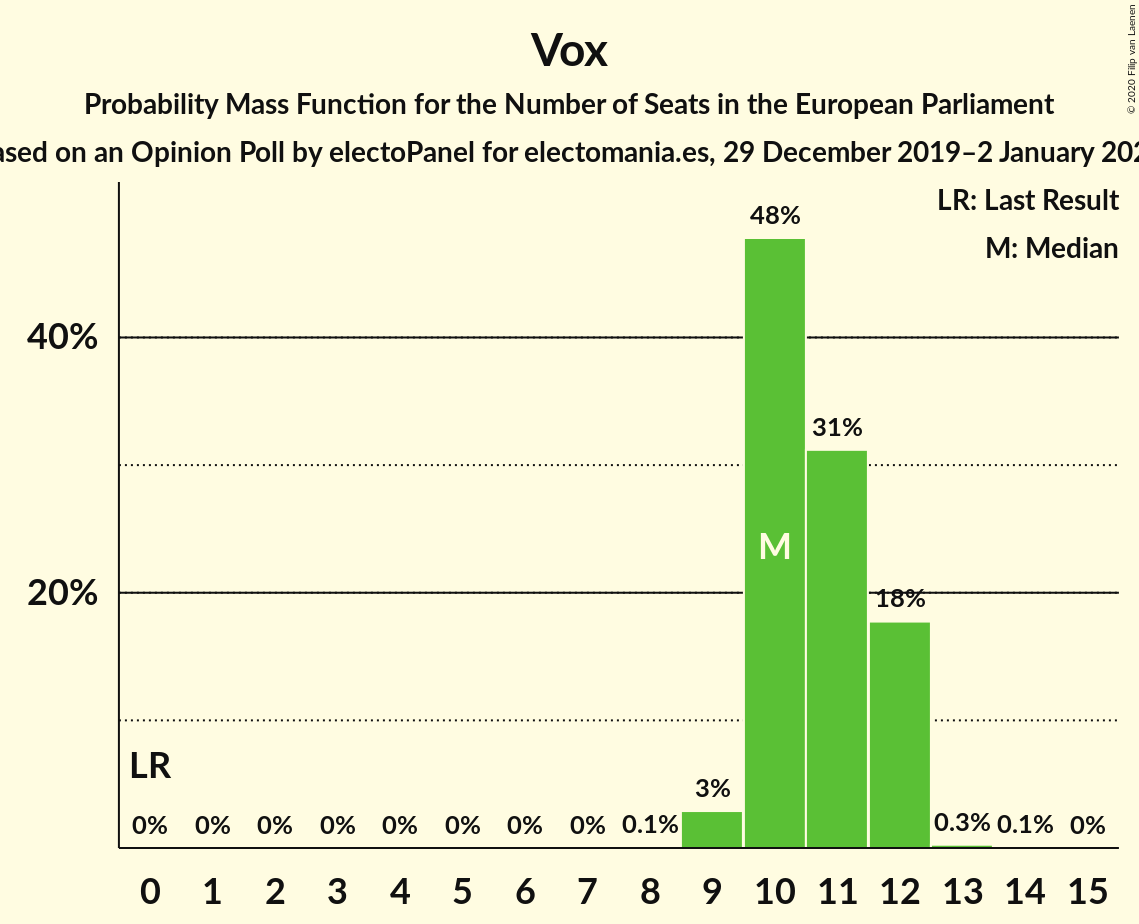 Vox
Probability Mass Function for the Number of Seats in the European Parliament
ased on an Opinion Poll by electoPanel for electomania.es, 29 December 2019–2 January 202
© 2020 Filip van Laenen
LR: Last Result
M: Median
48%
40%
31%
M
20%
18%
LR
3%
0% 0% 0% 0% 0% 0% 0% 0% 0.1% 0.3% 0.1% 0%
0 1 2 3 4 5 6 7 8 9 10 11 12 13 14 15